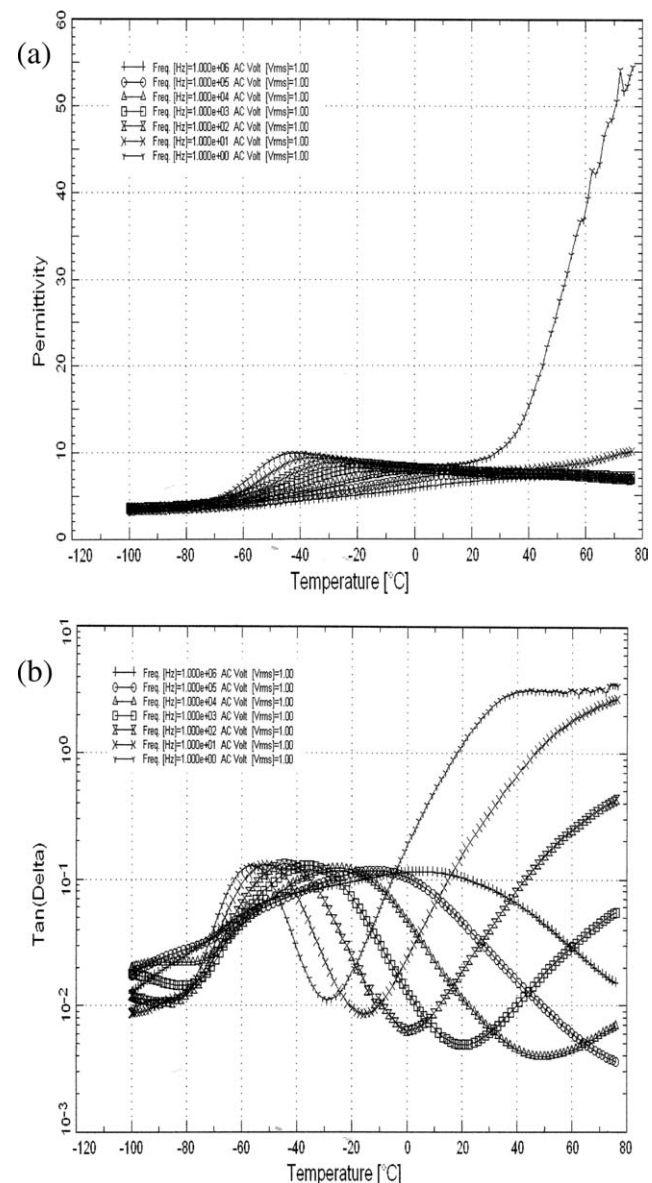 (a)
60
50
40
30
20
10
0
Permittivity
Freq. [Hz]=1.000e+06 AC Volt [Vrms]=1.00
Freq. [Hz]=1.000e+05 AC Volt [Vrms]=1.00
Freq. [Hz]=1.000e+04 AC Volt [Vrms]=1.00
Freq. [Hz]=1.000e+03 AC Volt [Vrms]=1.00
Freq. [Hz]=1.000e+02 AC Volt [Vrms]=1.00
Freq. [Hz]=1.000e+01 AC Volt [Vrms]=1.00
Freq. [Hz]=1.000e+00 AC Volt [Vrms]=1.00
-120 -100 -80 -60 -40 -20 0 20 40 60 80
Temperature [°C]
(b)
10¹
10⁰
10⁻¹
10⁻²
10⁻³
Tan(Delta)
Freq. [Hz]=1.000e+06 AC Volt [Vrms]=1.00
Freq. [Hz]=1.000e+05 AC Volt [Vrms]=1.00
Freq. [Hz]=1.000e+04 AC Volt [Vrms]=1.00
Freq. [Hz]=1.000e+03 AC Volt [Vrms]=1.00
Freq. [Hz]=1.000e+02 AC Volt [Vrms]=1.00
Freq. [Hz]=1.000e+01 AC Volt [Vrms]=1.00
Freq. [Hz]=1.000e+00 AC Volt [Vrms]=1.00
-120 -100 -80 -60 -40 -20 0 20 40 60 80
Temperature [°C]